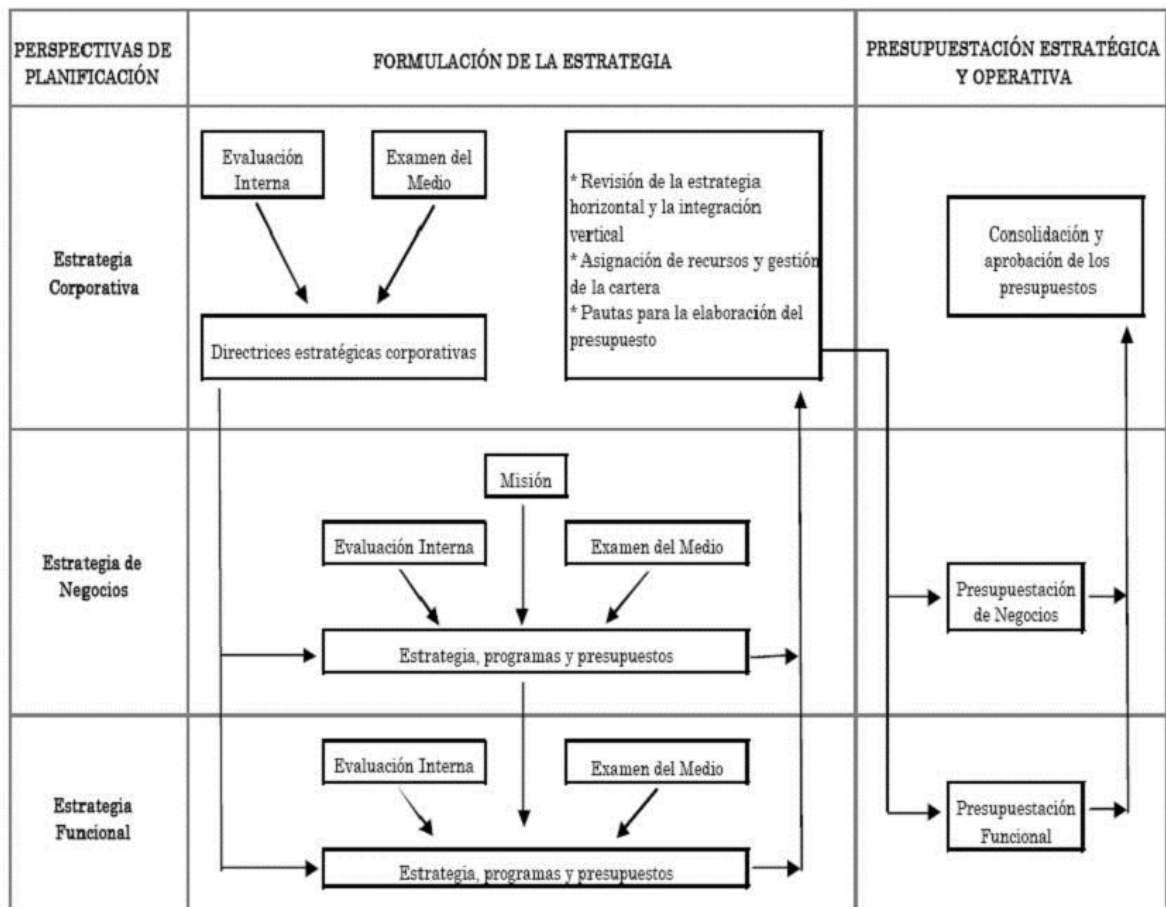 PERSPECTIVAS DE
PLANIFICACIÓN
FORMULACIÓN DE LA ESTRATEGIA
PRESUPUESTACIÓN ESTRATÉGICA
Y OPERATIVA
Estrategia
Corporativa
Evaluación
Interna
Examen del
Medio
Directrices estratégicas corporativas
* Revisión de la estrategia
horizontal y la integración
vertical
* Asignación de recursos y gestión
de la cartera
* Pautas para la elaboración del
presupuesto
Consolidación y
aprobación de los
presupuestos
Estrategia de
Negocios
Misión
Evaluación Interna
Examen del Medio
Estrategia, programas y presupuestos
Presupuestación
de Negocios
Estrategia
Funcional
Evaluación Interna
Examen del Medio
Estrategia, programas y presupuestos
Presupuestación
Funcional